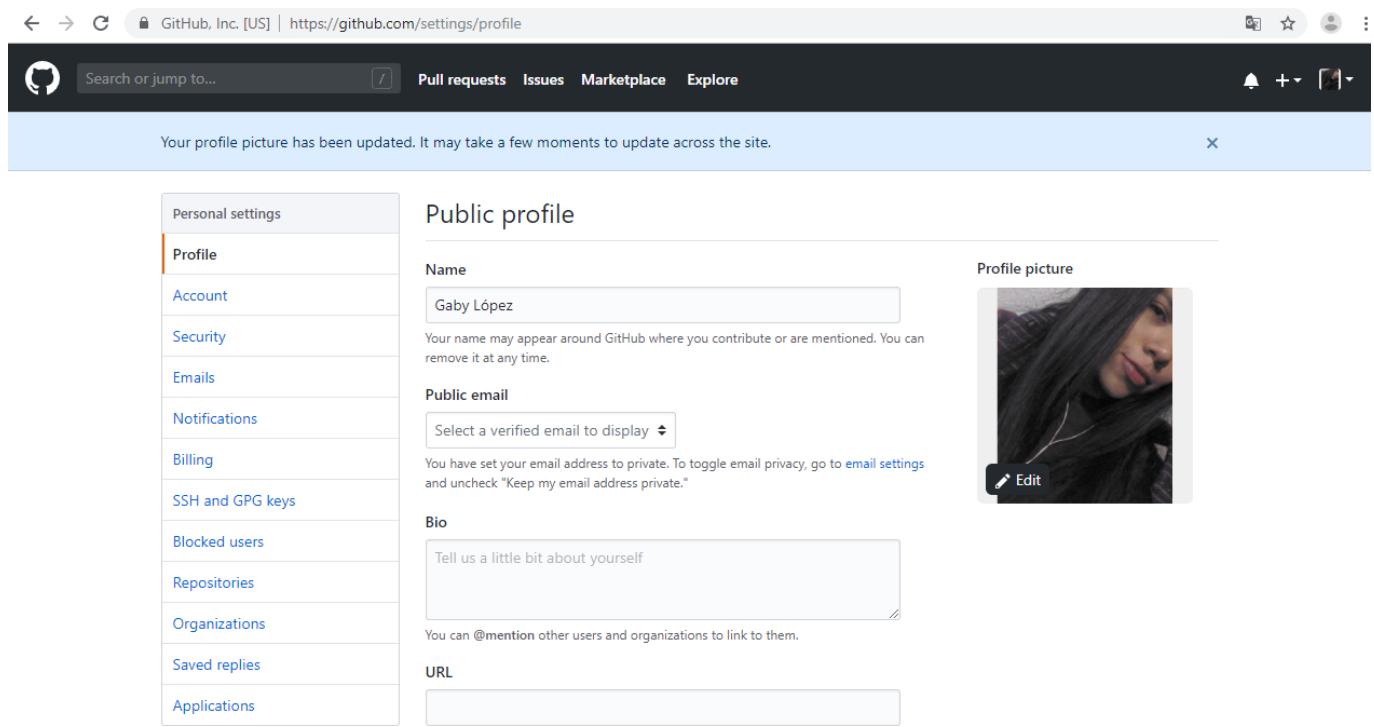 GitHub, Inc. [US] | https://github.com/settings/profile
Search or jump to... /
Pull requests Issues Marketplace Explore
Your profile picture has been updated. It may take a few moments to update across the site.
Personal settings
Profile
Account
Security
Emails
Notifications
Billing
SSH and GPG keys
Blocked users
Repositories
Organizations
Saved replies
Applications
Public profile
Name
Gaby López
Your name may appear around GitHub where you contribute or are mentioned. You can
remove it at any time.
Public email
Select a verified email to display
You have set your email address to private. To toggle email privacy, go to email settings
and uncheck "Keep my email address private."
Bio
Tell us a little bit about yourself
You can @mention other users and organizations to link to them.
URL
Profile picture
Edit